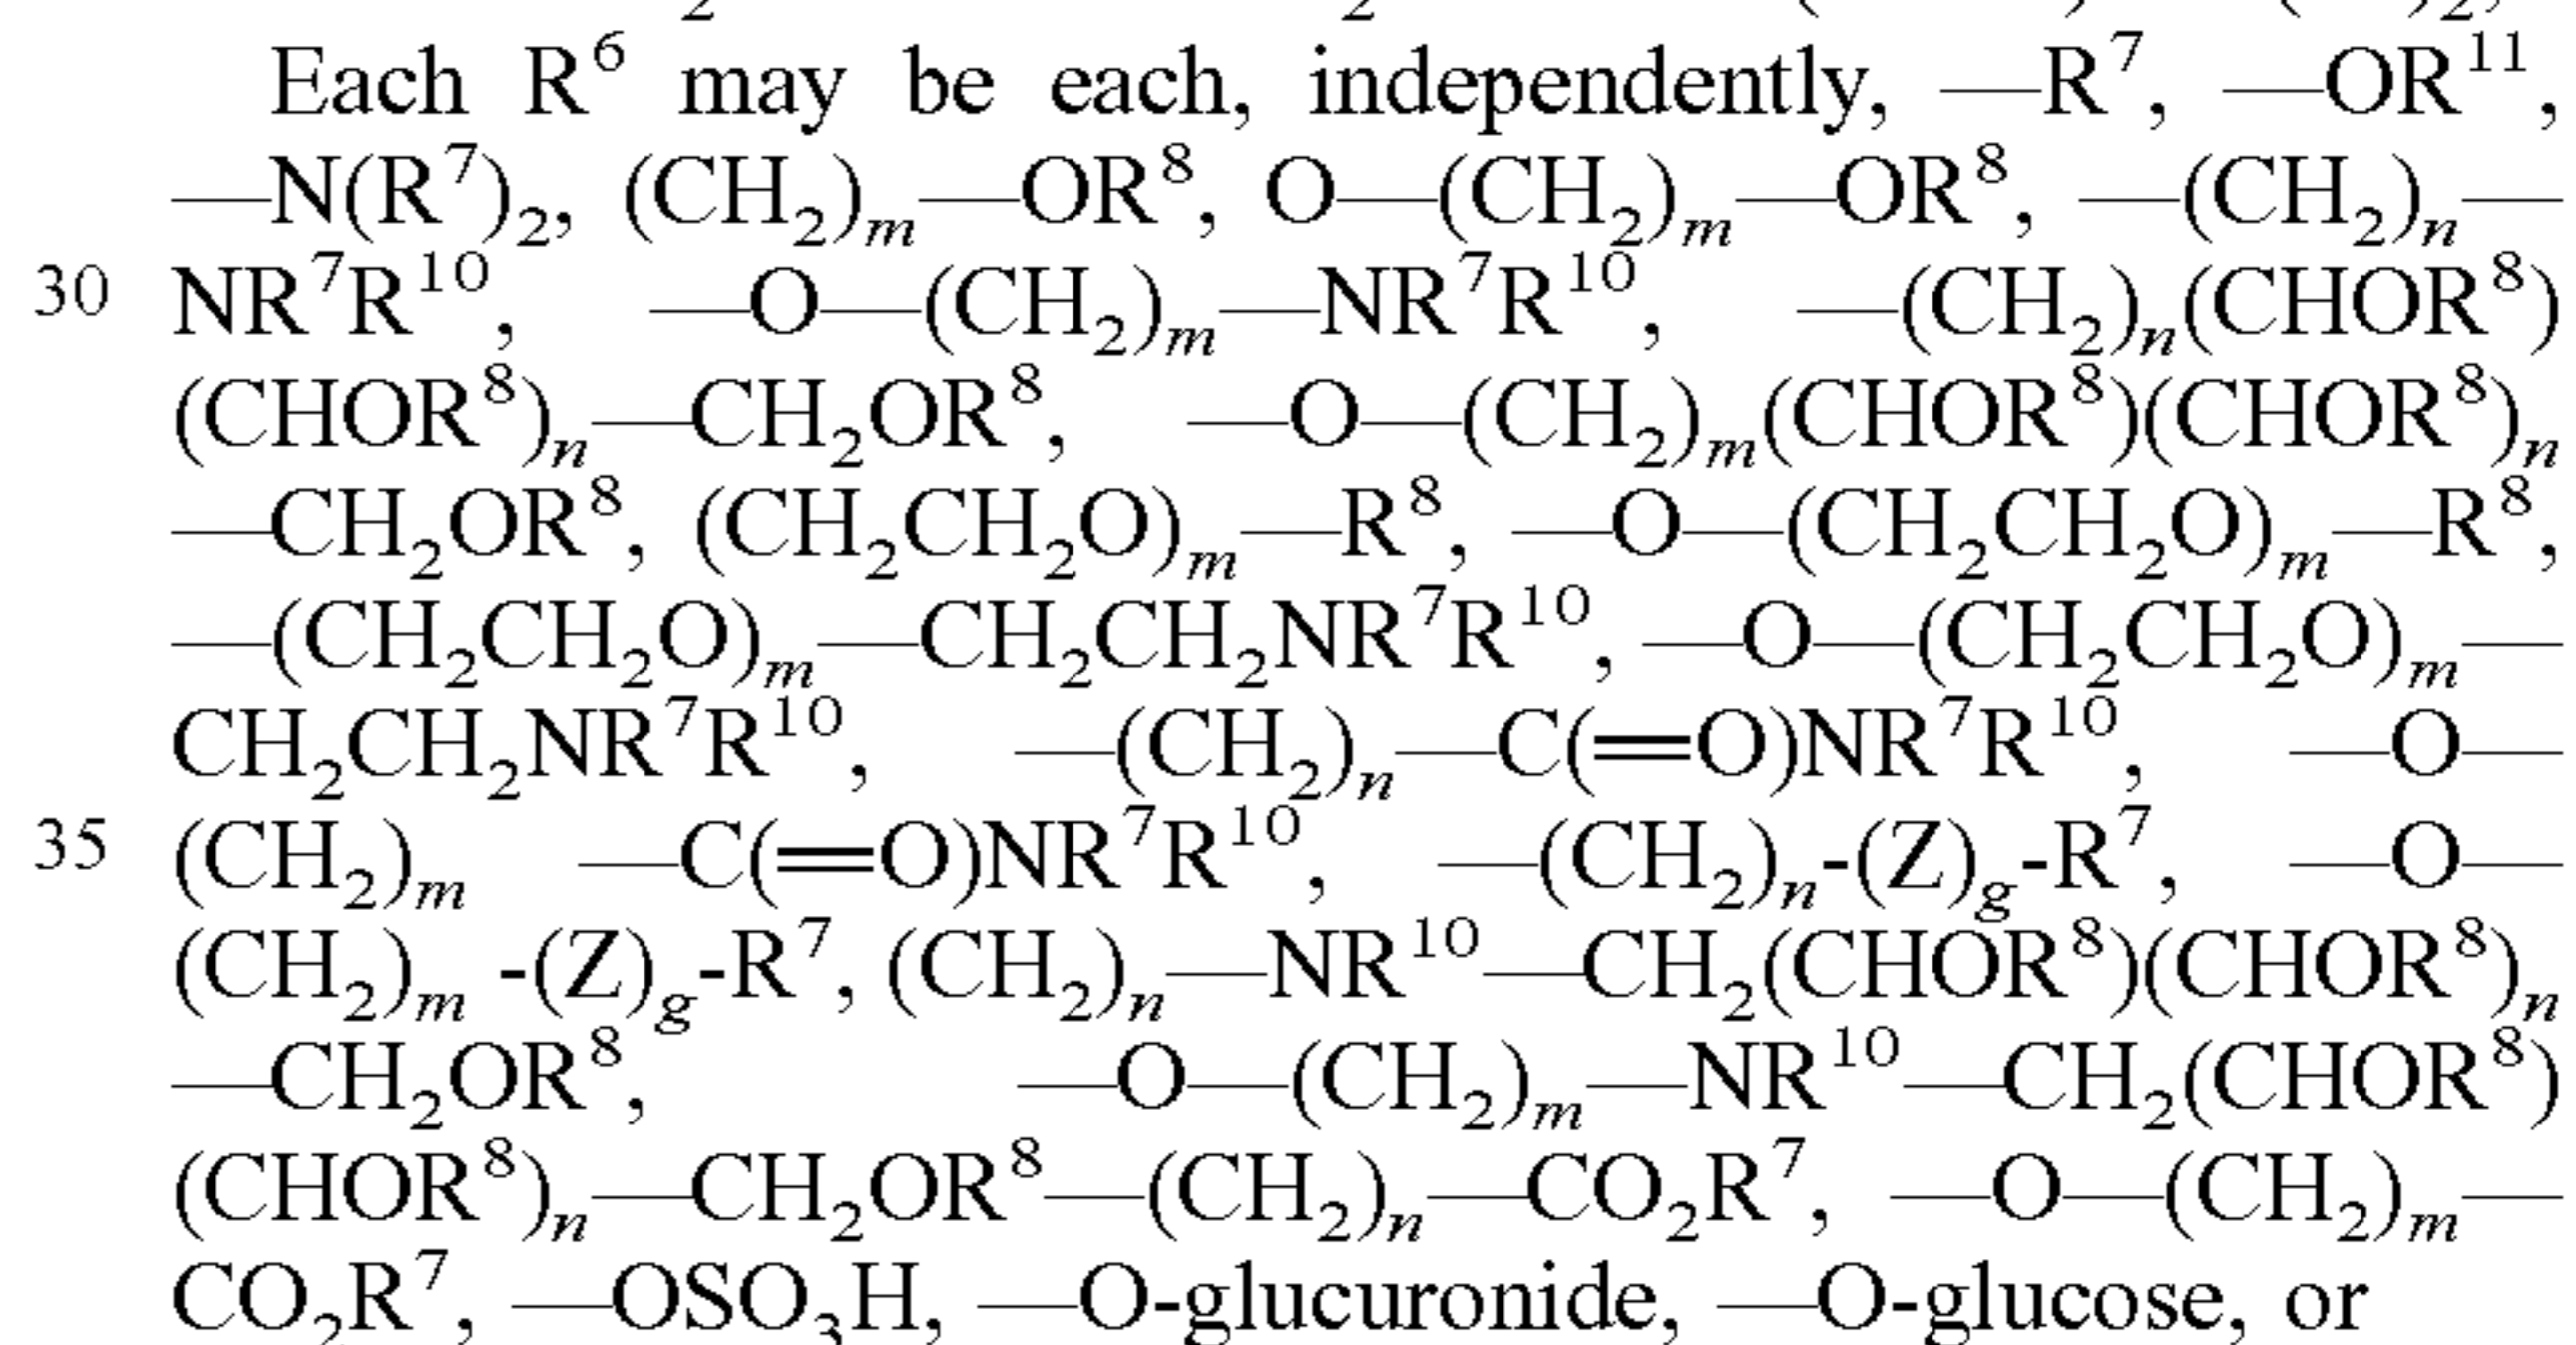 Each R⁶ may be each, independently, —R⁷, —OR¹¹,
—N(R⁷)₂, (CH₂)ₘ—OR⁸, O—(CH₂)ₘ—OR⁸, —(CH₂)ₙ—
30 NR⁷R¹⁰, —O—(CH₂)ₘ—NR⁷R¹⁰, —(CH₂)ₙ(CHOR⁸)
(CHOR⁸)ₙ—CH₂OR⁸, —O—(CH₂)ₘ(CHOR⁸)(CHOR⁸)ₙ
—CH₂OR⁸, (CH₂CH₂O)ₘ—R⁸, —O—(CH₂CH₂O)ₘ—R⁸,
—(CH₂CH₂O)ₘ—CH₂CH₂NR⁷R¹⁰, —O—(CH₂CH₂O)ₘ—
CH₂CH₂NR⁷R¹⁰, —(CH₂)ₙ—C(=O)NR⁷R¹⁰, —O—
35 (CH₂)ₘ —C(=O)NR⁷R¹⁰, —(CH₂)ₙ-(Z)g-R⁷, —O—
(CH₂)ₘ -(Z)g-R⁷, (CH₂)ₙ—NR¹⁰—CH₂(CHOR⁸)(CHOR⁸)ₙ
—CH₂OR⁸, —O—(CH₂)ₘ—NR¹⁰—CH₂(CHOR⁸)
(CHOR⁸)ₙ—CH₂OR⁸—(CH₂)ₙ—CO₂R⁷, —O—(CH₂)ₘ—
CO₂R⁷, —OSO₃H, —O-glucuronide, —O-glucose, or